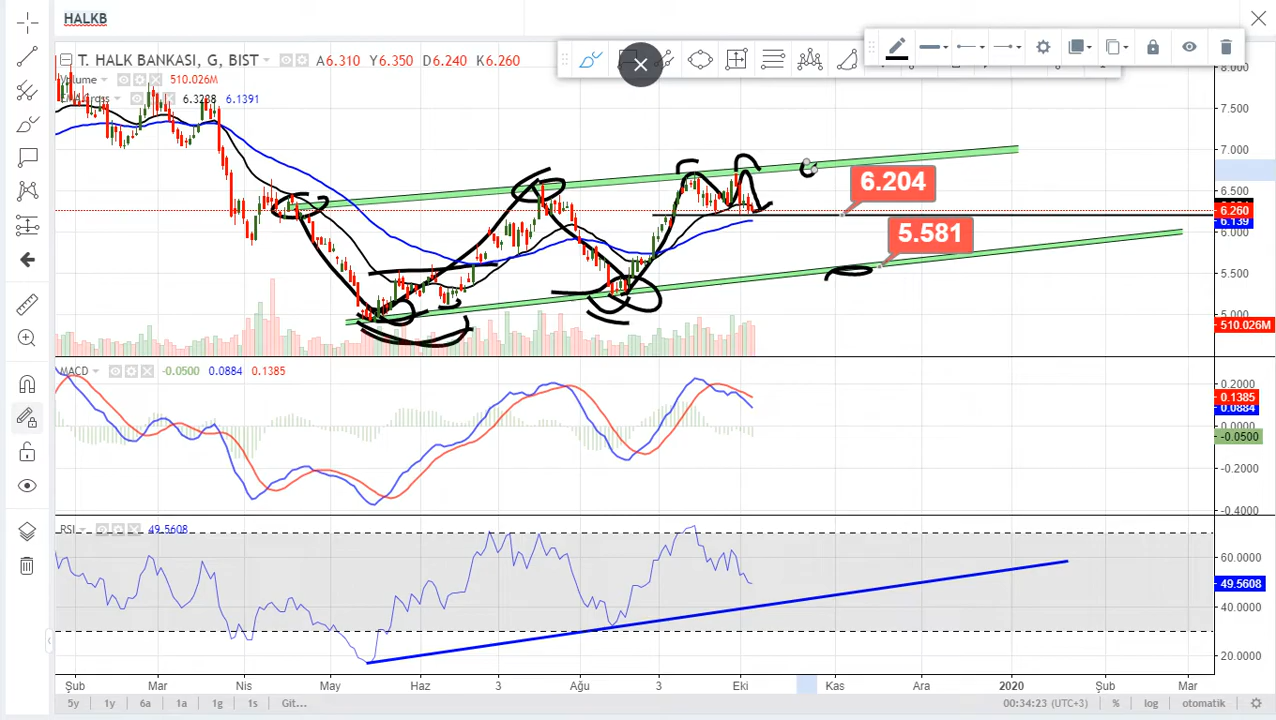 HALKB
T. HALK BANKASI, G, BIST A6.310 Y6.350 D6.240 K6.260
Volume 510.026M
6.3208 6.1391
8.000
7.500
7.000
6.500
6.260
6.139
6.000
5.500
5.000
510.026M
6.204
5.581
MACD -0.0500 0.0884 0.1385
0.2000
0.1385
0.0884
0.0000
-0.0500
-0.2000
-0.4000
RSI 49.5608
60.0000
49.5608
40.0000
20.0000
Şub Mar Nis May Haz 3 Ağu 3 Eki Kas Ara 2020 Şub Mar
5y 1y 6a 1a 1g 1s Git... 00:34:23 (UTC+3) % log otomatik